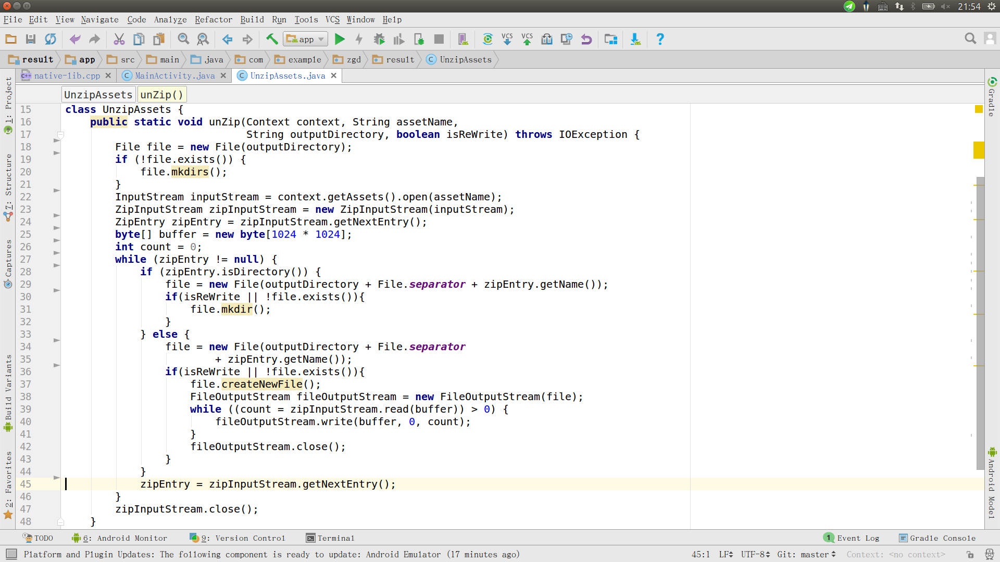 21:54
File Edit View Navigate Code Analyze Refactor Build Run Tools VCS Window Help
app VCS VCS ?
result app src main java com example zgd result UnzipAssets
native-lib.cpp MainActivity.java UnzipAssets.java
UnzipAssets unZip()
15 class UnzipAssets {
16 public static void unZip(Context context, String assetName,
17 String outputDirectory, boolean isReWrite) throws IOException {
18 File file = new File(outputDirectory);
19 if (!file.exists()) {
20 file.mkdirs();
21 }
22 InputStream inputStream = context.getAssets().open(assetName);
23 ZipInputStream zipInputStream = new ZipInputStream(inputStream);
24 ZipEntry zipEntry = zipInputStream.getNextEntry();
25 byte[] buffer = new byte[1024 * 1024];
26 int count = 0;
27 while (zipEntry != null) {
28 if (zipEntry.isDirectory()) {
29 file = new File(outputDirectory + File.separator + zipEntry.getName());
30 if(isReWrite || !file.exists()){
31 file.mkdir();
32 }
33 } else {
34 file = new File(outputDirectory + File.separator
35 + zipEntry.getName());
36 if(isReWrite || !file.exists()){
37 file.createNewFile();
38 FileOutputStream fileOutputStream = new FileOutputStream(file);
39 while ((count = zipInputStream.read(buffer)) > 0) {
40 fileOutputStream.write(buffer, 0, count);
41 }
42 fileOutputStream.close();
43 }
44 }
45 zipEntry = zipInputStream.getNextEntry();
46 }
47 zipInputStream.close();
48 }
1: Project
7: Structure
Captures
Build Variants
2: Favorites
Gradle
Android Model
TODO 6: Android Monitor 9: Version Control Terminal 1 Event Log Gradle Console
Platform and Plugin Updates: The following component is ready to update: Android Emulator (17 minutes ago) 45:1 LF UTF-8 Git: master Context: <no context>